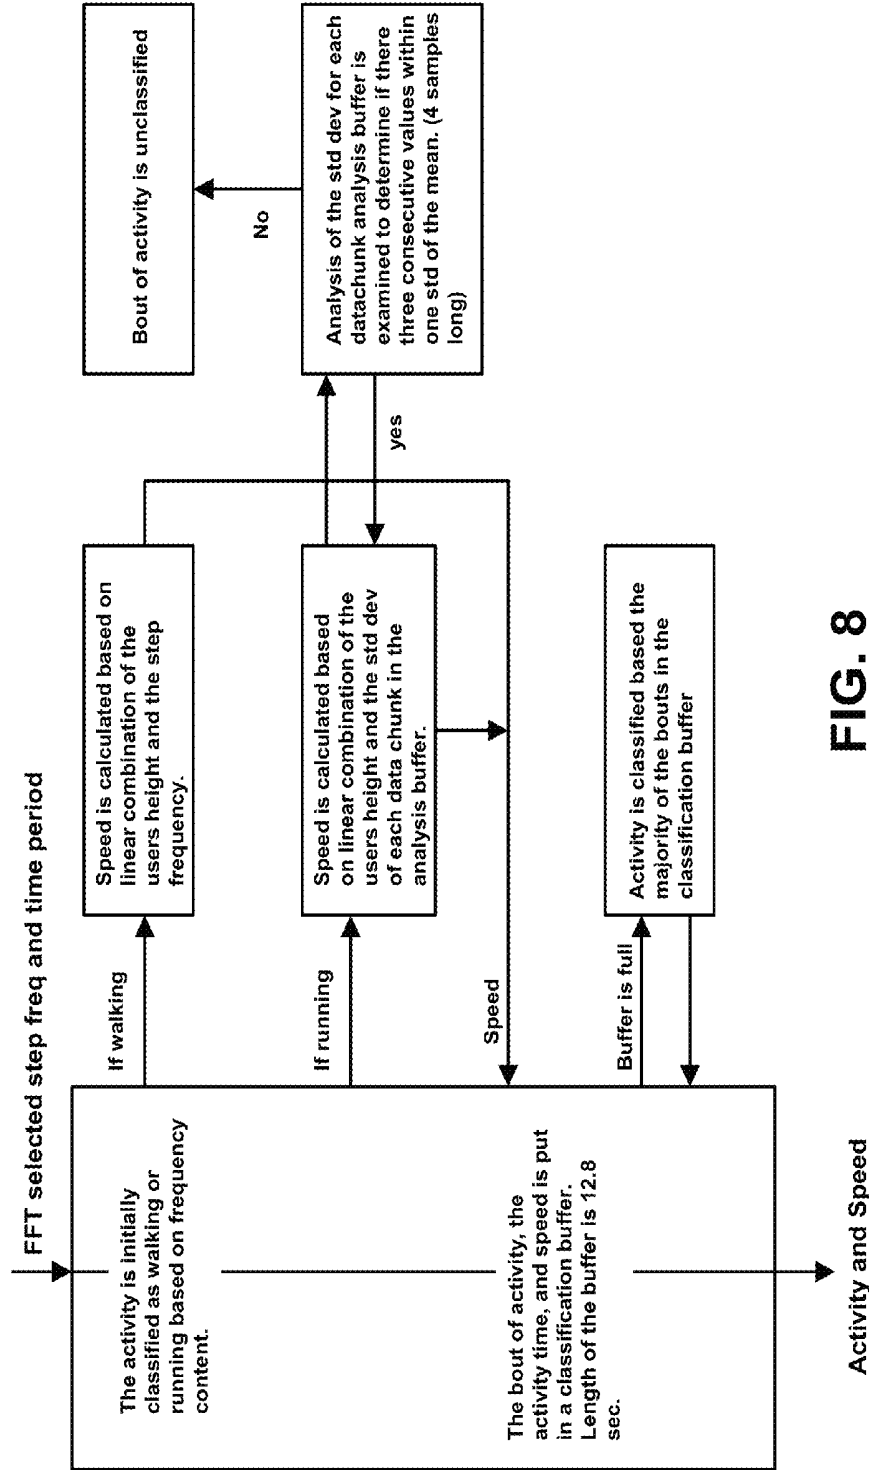 FFT selected step freq and time period
The activity is initially
classified as walking or
running based on frequency
content.
If walking
Speed is calculated based on
linear combination of the
users height and the step
frequency.
Bout of activity is unclassified
No
If running
Speed is calculated based
on linear combination of the
users height and the std dev
of each data chunk in the
analysis buffer.
yes
Analysis of the std dev for each
datachunk analysis buffer is
examined to determine if there
three consecutive values within
one std of the mean. (4 samples
long)
Speed
The bout of activity, the
activity time, and speed is put
in a classification buffer.
Length of the buffer is 12.8
sec.
Buffer is full
Activity is classified based the
majority of the bouts in the
classification buffer
Activity and Speed
FIG. 8